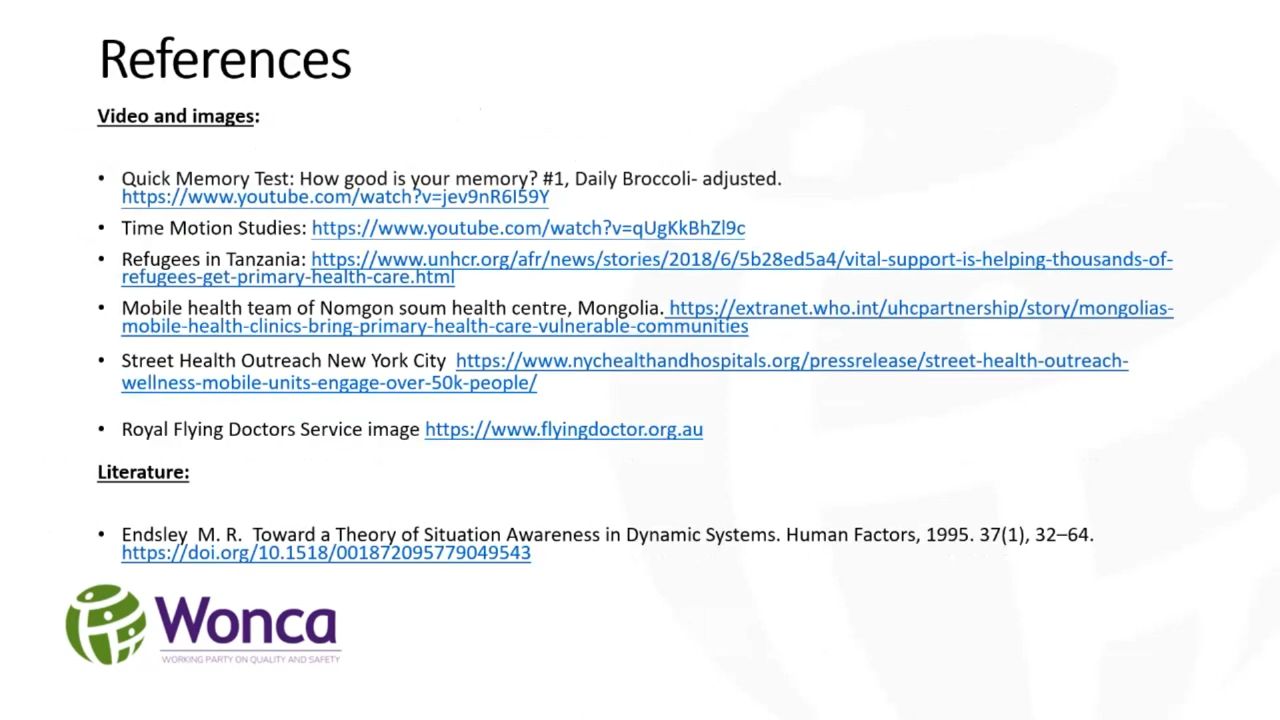 References
Video and images:
• Quick Memory Test: How good is your memory? #1, Daily Broccoli- adjusted.
https://www.youtube.com/watch?v=jev9nR6I59Y
• Time Motion Studies: https://www.youtube.com/watch?v=qUgKkBhZl9c
• Refugees in Tanzania: https://www.unhcr.org/afr/news/stories/2018/6/5b28ed5a4/vital-support-is-helping-thousands-of-
refugees-get-primary-health-care.html
• Mobile health team of Nomgon soum health centre, Mongolia. https://extranet.who.int/uhcpartnership/story/mongolias-
mobile-health-clinics-bring-primary-health-care-vulnerable-communities
• Street Health Outreach New York City https://www.nychealthandhospitals.org/pressrelease/street-health-outreach-
wellness-mobile-units-engage-over-50k-people/
• Royal Flying Doctors Service image https://www.flyingdoctor.org.au
Literature:
• Endsley M. R. Toward a Theory of Situation Awareness in Dynamic Systems. Human Factors, 1995. 37(1), 32–64.
https://doi.org/10.1518/001872095779049543
Wonca
WORKING PARTY ON QUALITY AND SAFETY